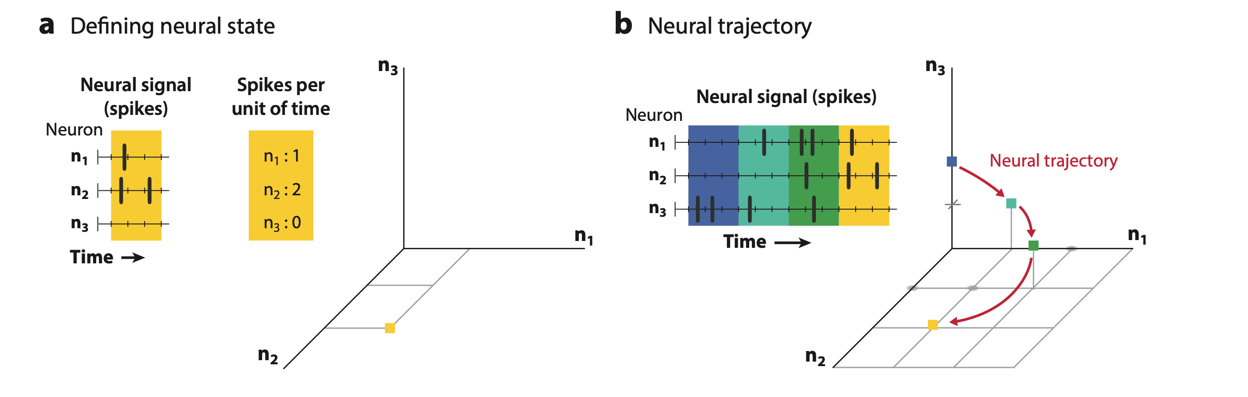 a Defining neural state
Neural signal
(spikes)
Neuron
n1
n2
n3
Time →
Spikes per
unit of time
n1 : 1
n2 : 2
n3 : 0
n3
n1
n2
b Neural trajectory
Neural signal (spikes)
Neuron
n1
n2
n3
Time →
n3
Neural trajectory
n1
n2